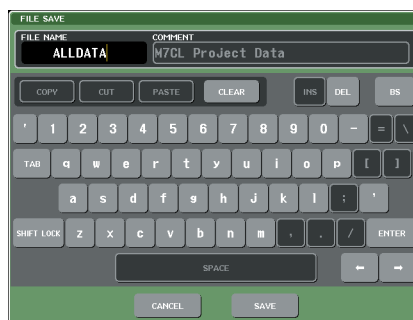 FILE SAVE
FILE NAME COMMENT
ALLDATA M7CL Project Data
COPY CUT PASTE CLEAR INS DEL BS
' 1 2 3 4 5 6 7 8 9 0 - = \
TAB q w e r t y u i o p [ ]
a s d f g h j k l ; '
SHIFT LOCK z x c v b n m , . / ENTER
SPACE ← →
CANCEL SAVE